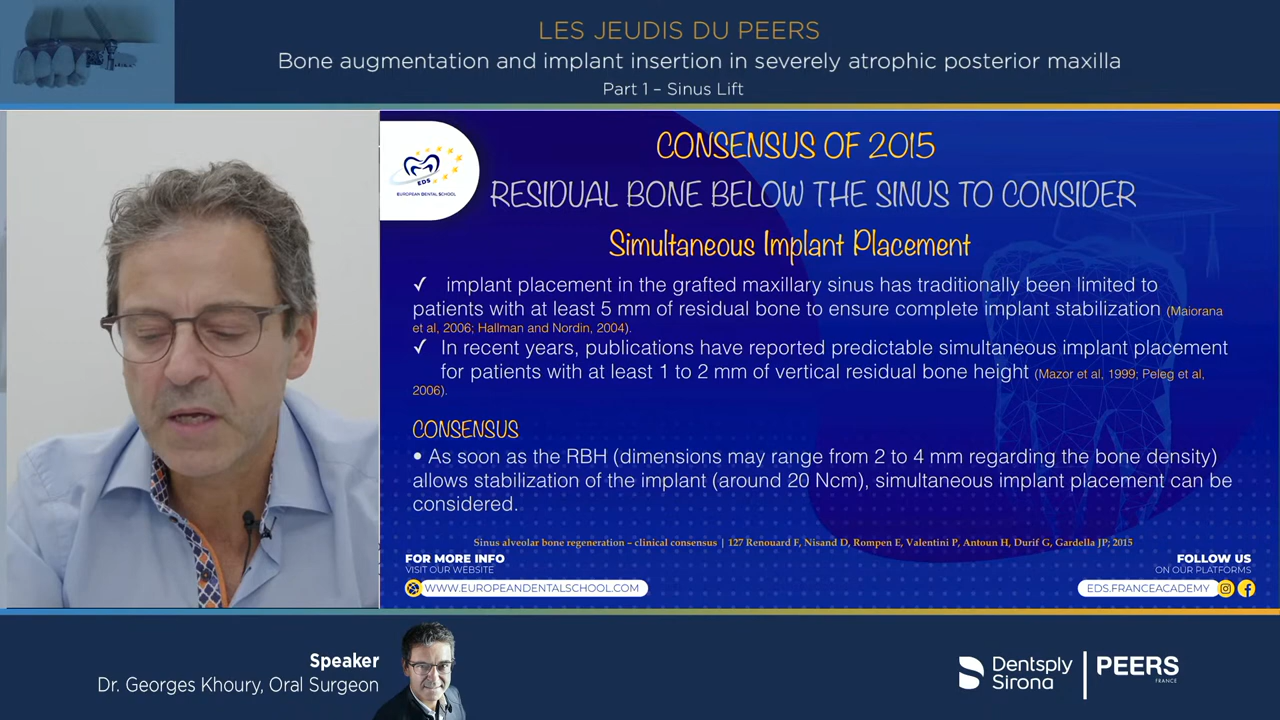 LES JEUDIS DU PEERS
Bone augmentation and implant insertion in severely atrophic posterior maxilla
Part 1 – Sinus Lift
EDS
EUROPEAN DENTAL SCHOOL
CONSENSUS OF 2015
RESIDUAL BONE BELOW THE SINUS TO CONSIDER
Simultaneous Implant Placement
✓ implant placement in the grafted maxillary sinus has traditionally been limited to
patients with at least 5 mm of residual bone to ensure complete implant stabilization (Maiorana
et al, 2006; Hallman and Nordin, 2004).
✓ In recent years, publications have reported predictable simultaneous implant placement
for patients with at least 1 to 2 mm of vertical residual bone height (Mazor et al, 1999; Peleg et al,
2006).
CONSENSUS
• As soon as the RBH (dimensions may range from 2 to 4 mm regarding the bone density)
allows stabilization of the implant (around 20 Ncm), simultaneous implant placement can be
considered.
Sinus alveolar bone regeneration – clinical consensus | 127 Renouard F, Nisand D, Rompen E, Valentini P, Antoun H, Durif G, Gardella JP; 2015
FOR MORE INFO
VISIT OUR WEBSITE
WWW.EUROPEANDENTALSCHOOL.COM
FOLLOW US
ON OUR PLATFORMS
EDS.FRANCEACADEMY
Speaker
Dr. Georges Khoury, Oral Surgeon
Dentsply
Sirona
PEERS
FRANCE